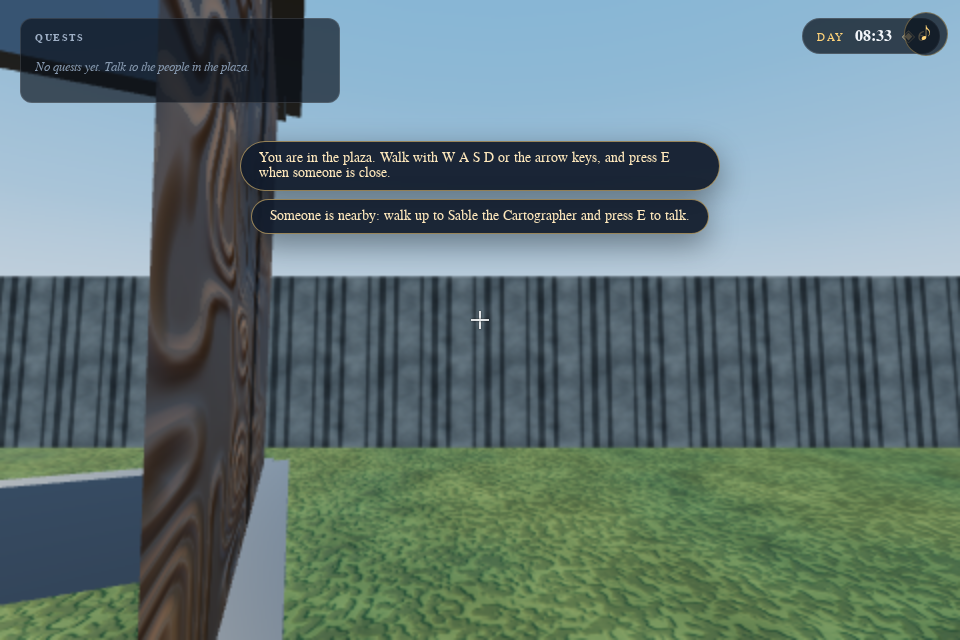 QUESTS
No quests yet. Talk to the people in the plaza.
DAY 08:33
You are in the plaza. Walk with W A S D or the arrow keys, and press E
when someone is close.
Someone is nearby: walk up to Sable the Cartographer and press E to talk.